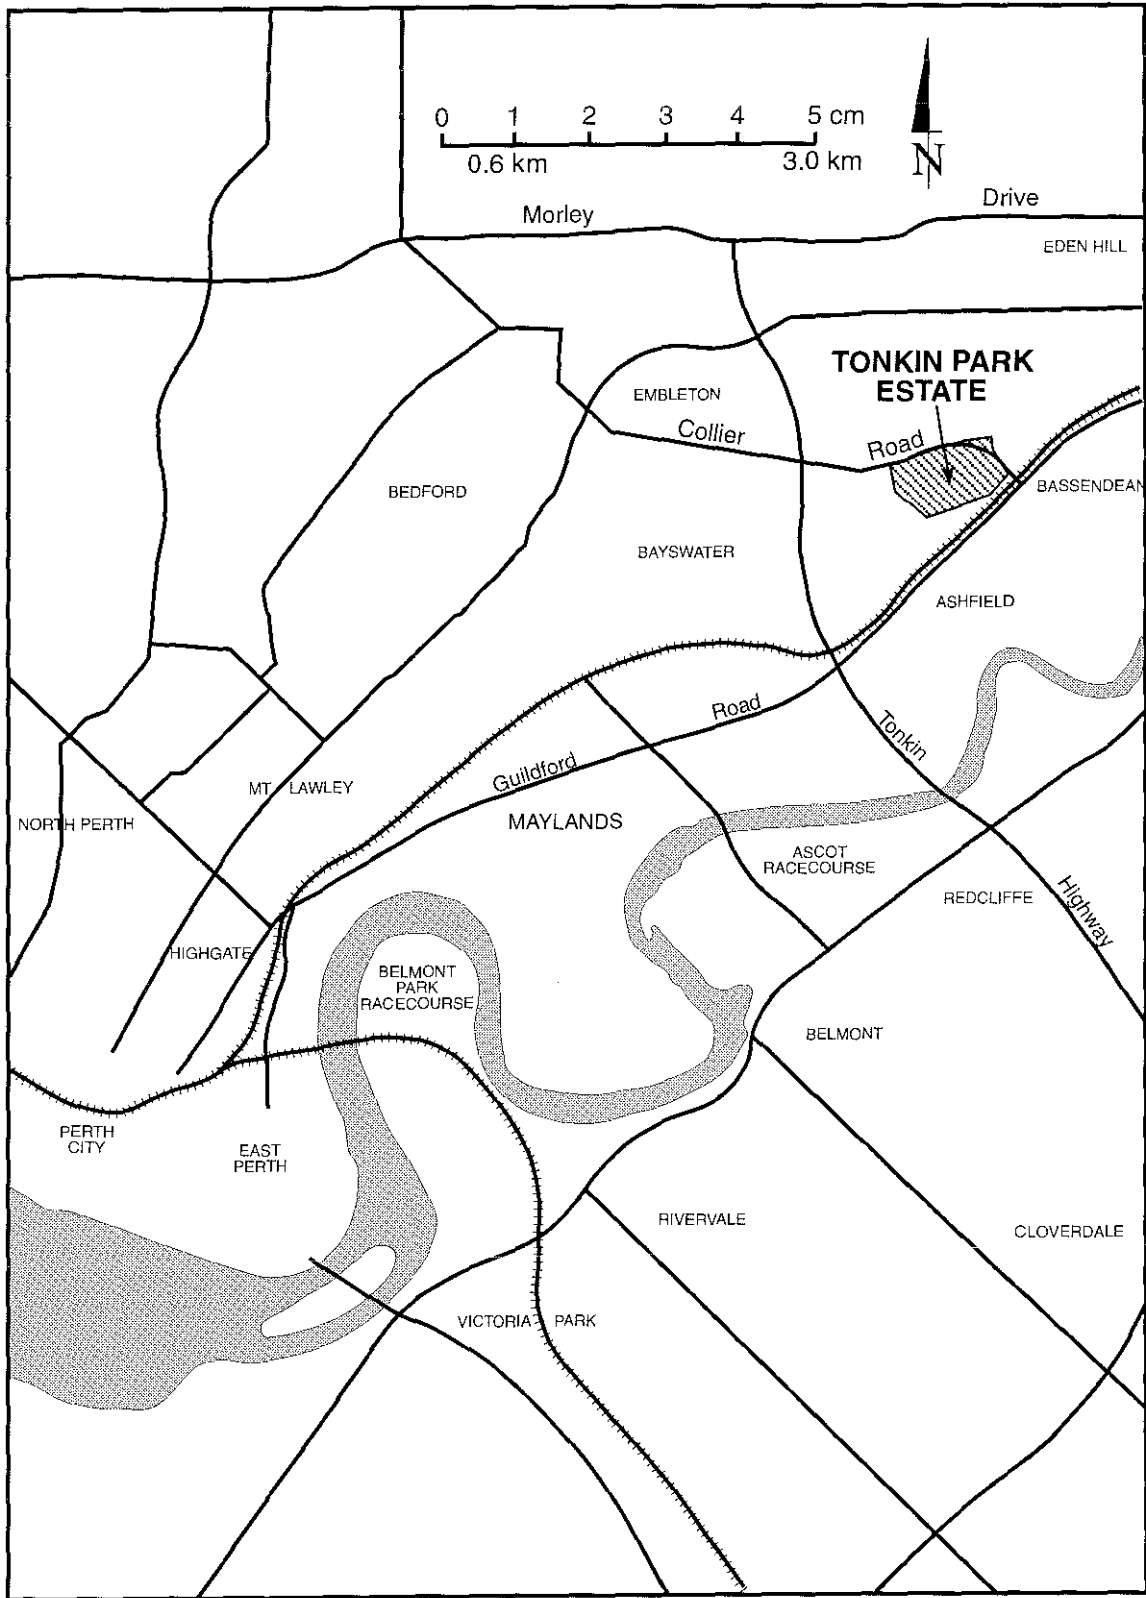 0 1 2 3 4 5 cm
0.6 km 3.0 km
N
Morley Drive
EDEN HILL
TONKIN PARK
ESTATE
EMBLETON
Collier Road
BEDFORD
BASSENDEAN
BAYSWATER
ASHFIELD
Guildford Road
Tonkin Highway
MT LAWLEY
NORTH PERTH
MAYLANDS
ASCOT
RACECOURSE
REDCLIFFE
HIGHGATE
BELMONT
PARK
RACECOURSE
BELMONT
PERTH
CITY
EAST
PERTH
RIVERVALE
CLOVERDALE
VICTORIA PARK